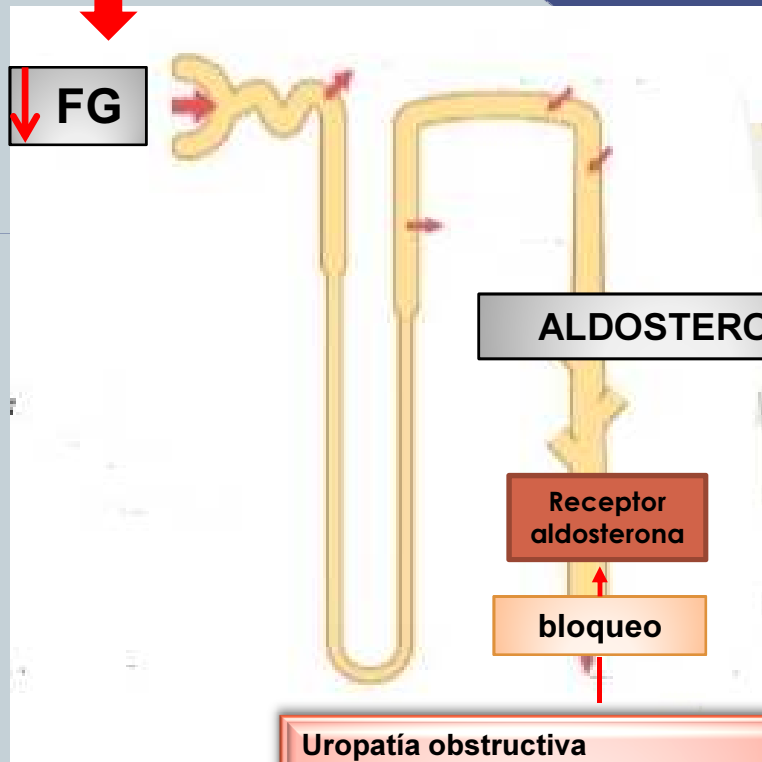 FG
ALDOSTERO
Receptor
aldosterona
bloqueo
Uropatía obstructiva